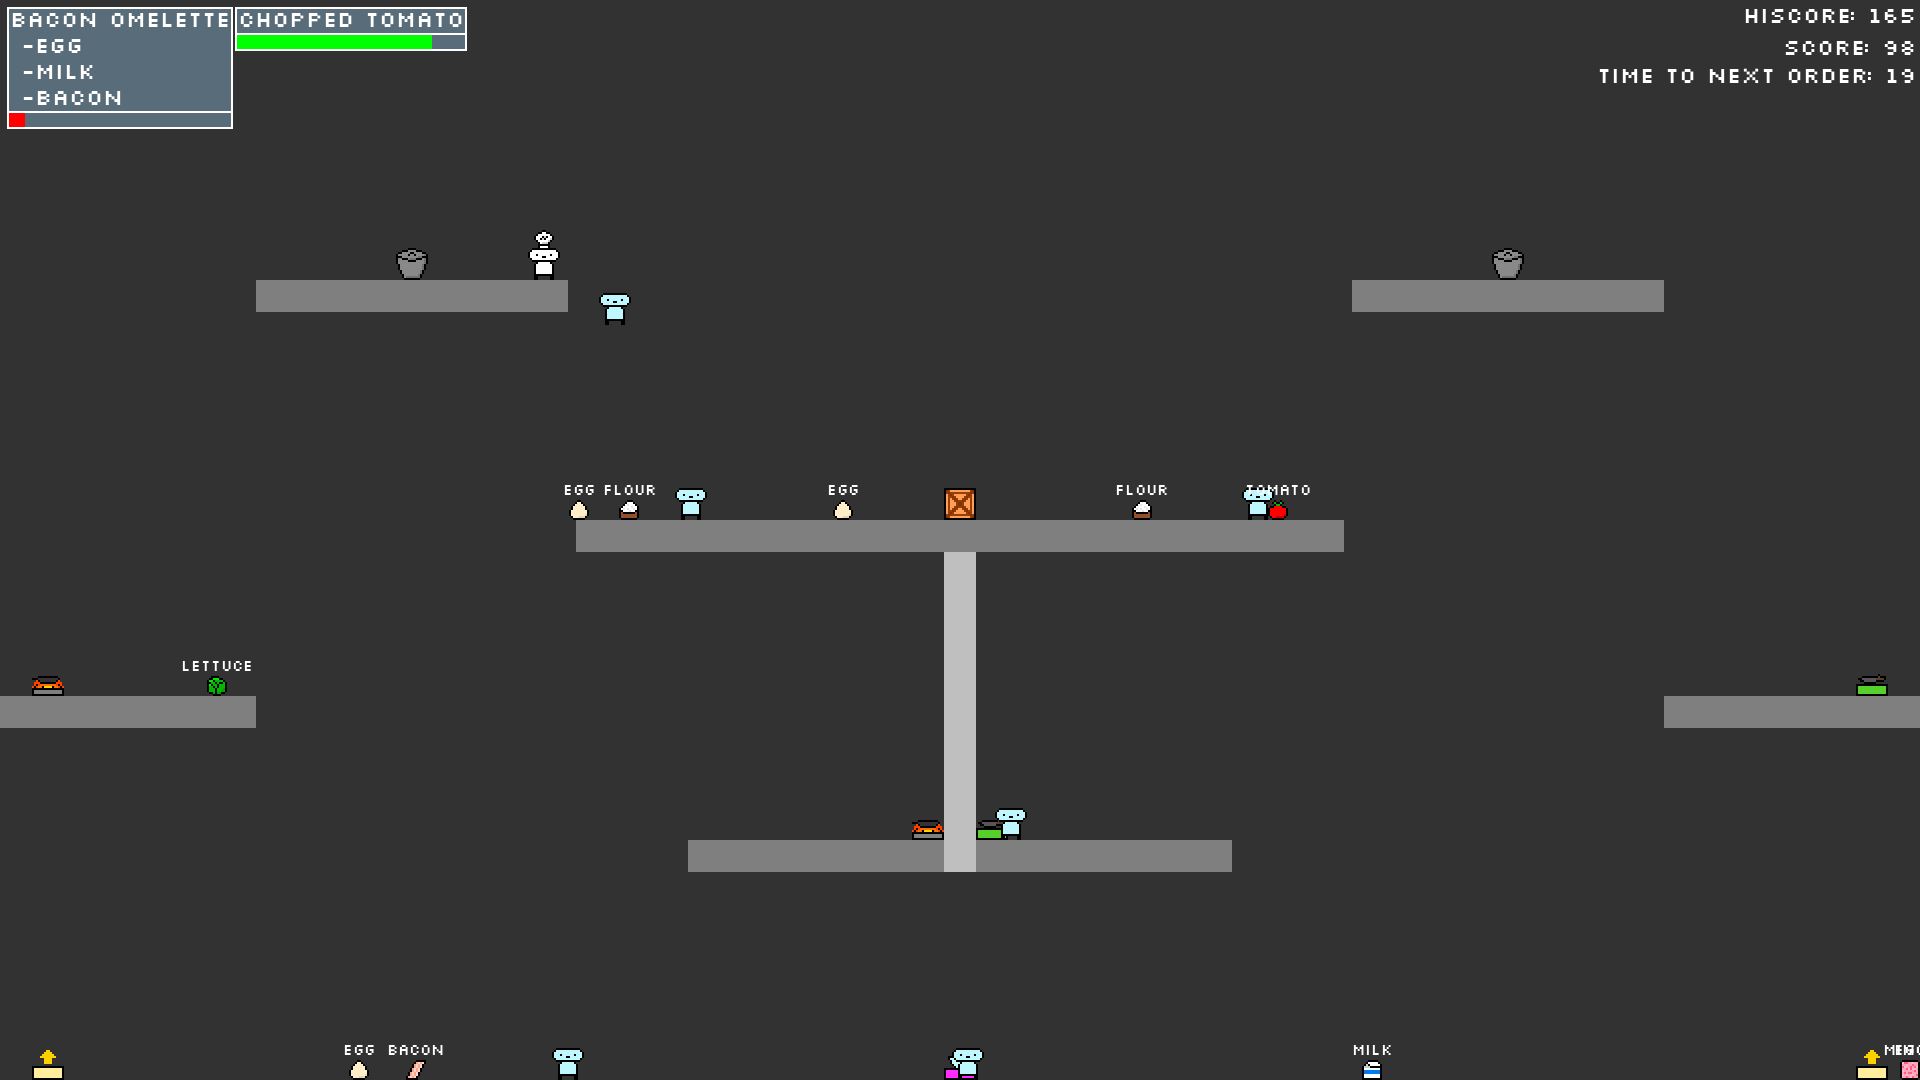 BACON OMELETTE
-EGG
-MILK
-BACON
CHOPPED TOMATO
HISCORE: 165
SCORE: 98
TIME TO NEXT ORDER: 19
EGG FLOUR
EGG
FLOUR
TOMATO
LETTUCE
EGG BACON
MILK